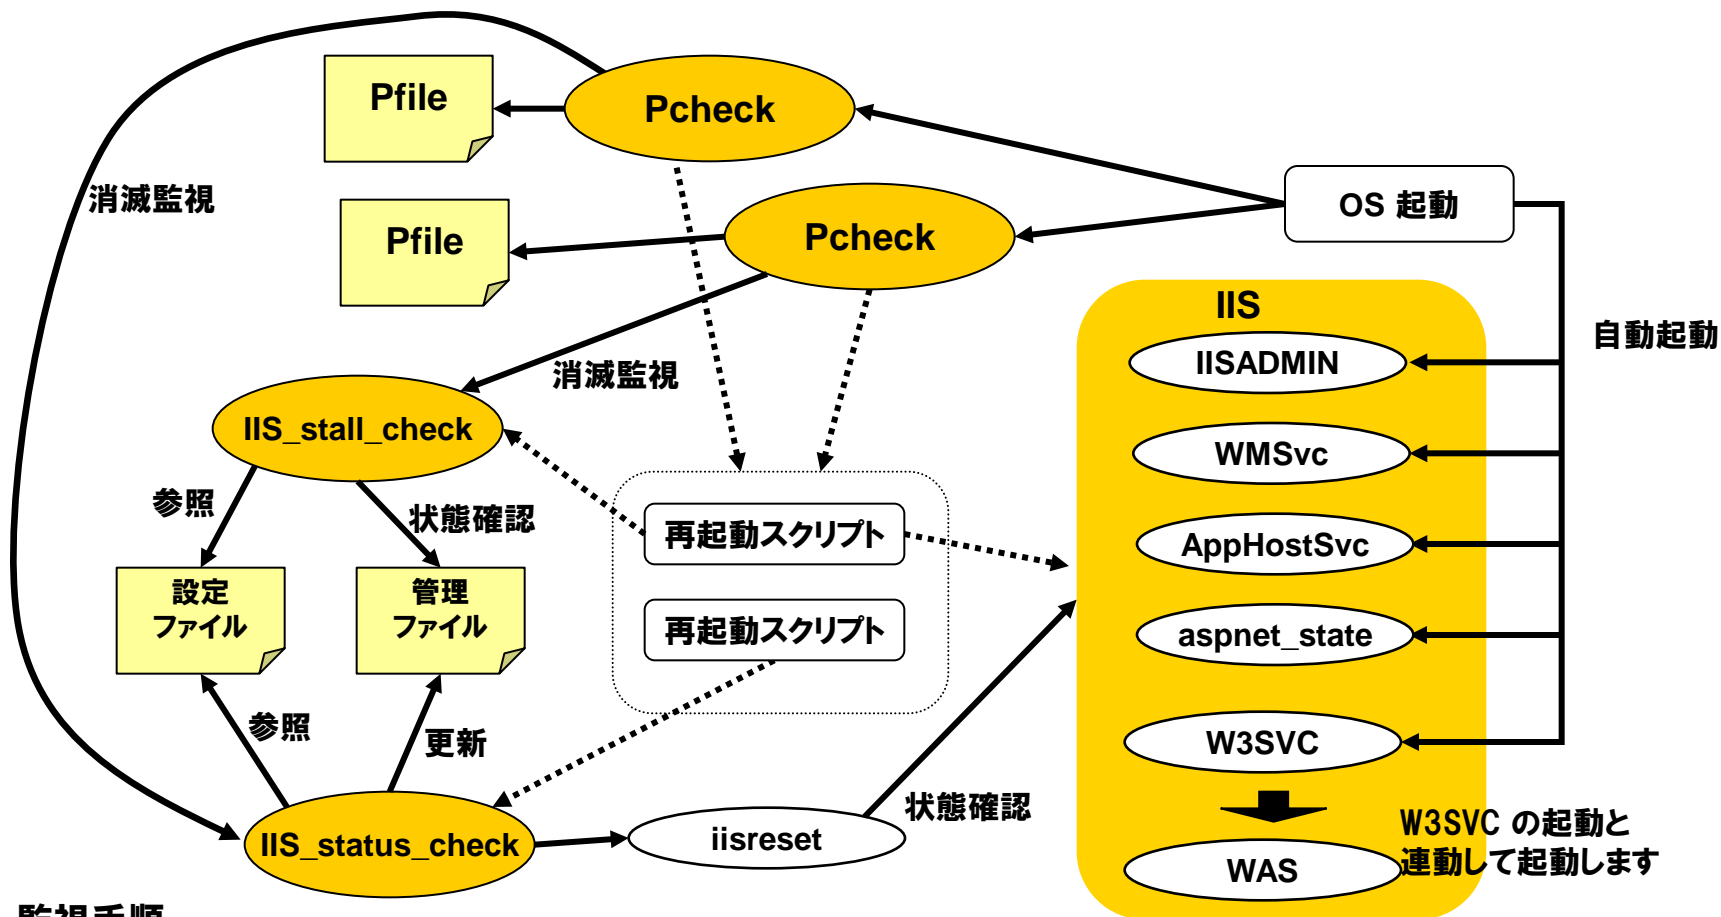 Pfile
Pcheck
消滅監視
OS 起動
Pfile
Pcheck
IIS
自動起動
IISADMIN
消滅監視
IIS_stall_check
WMSvc
参照
状態確認
再起動スクリプト
AppHostSvc
設定
ファイル
管理
ファイル
再起動スクリプト
aspnet_state
参照
更新
W3SVC
状態確認
IIS_status_check
iisreset
W3SVC の起動と
連動して起動します
WAS
監視手順